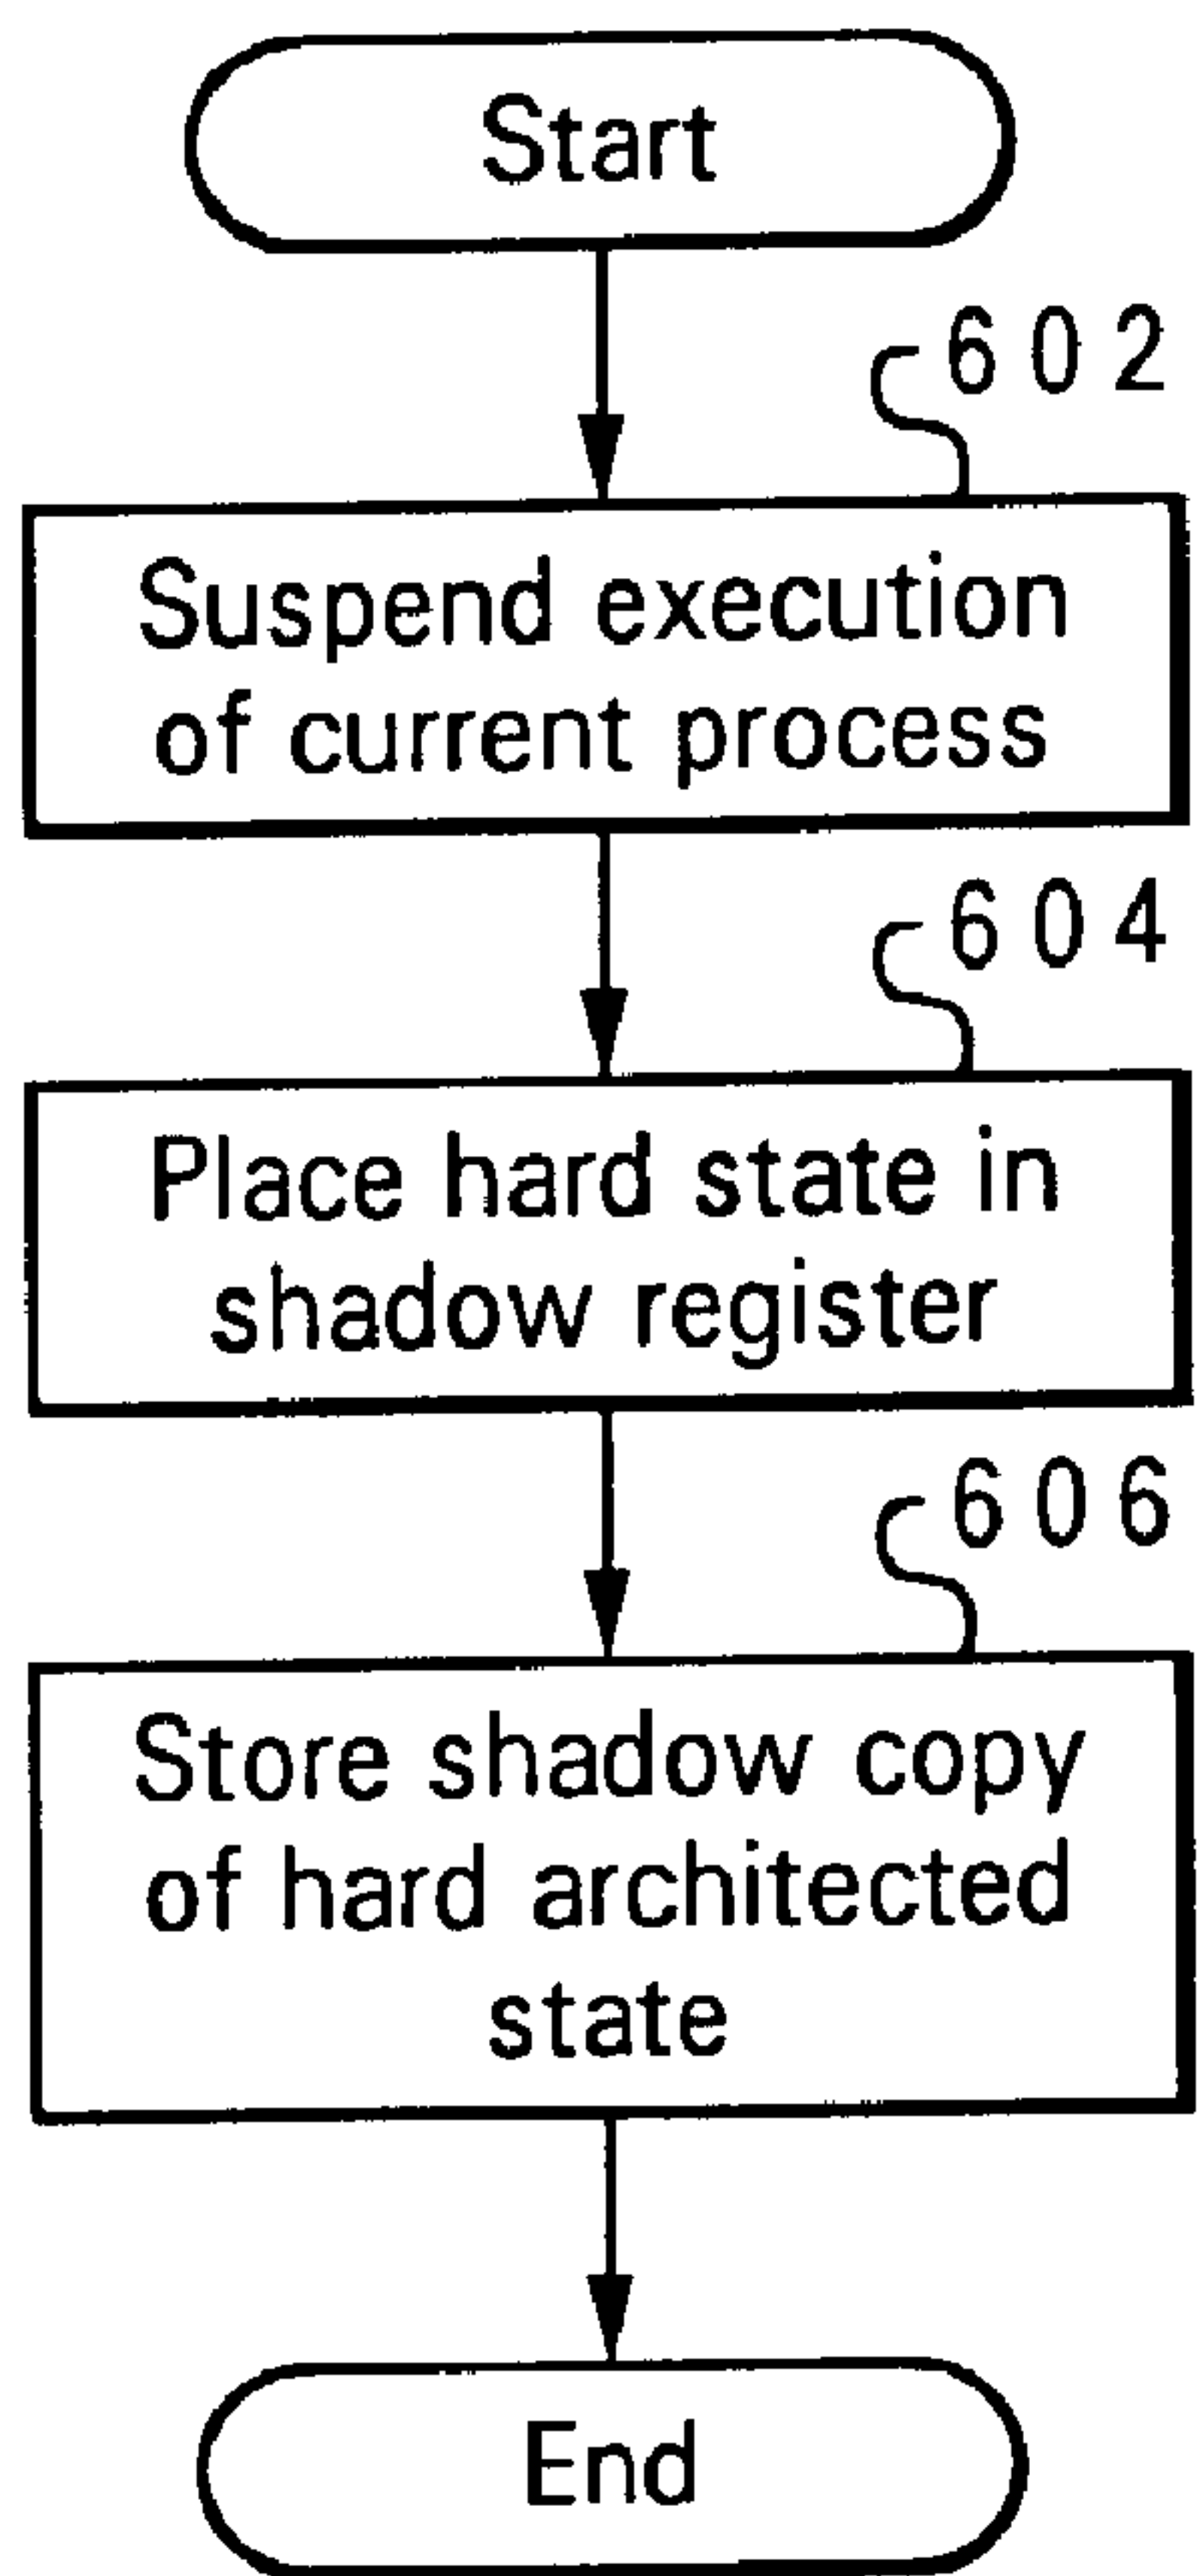 Start
602
Suspend execution
of current process
604
Place hard state in
shadow register
606
Store shadow copy
of hard architected
state
End